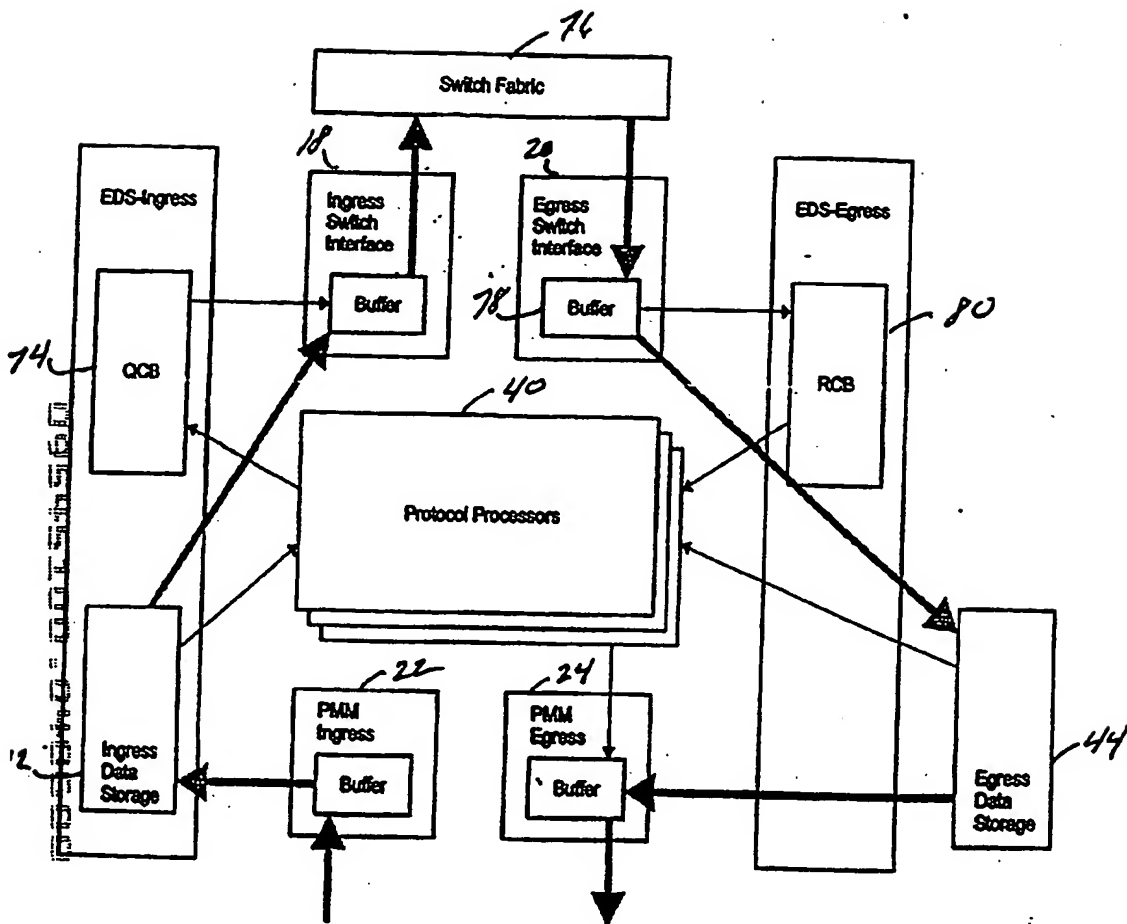 76
Switch Fabric
18
20
EDS-Ingress
Ingress
Switch
Interface
Egress
Switch
Interface
EDS-Egress
Buffer
78
Buffer
80
74
QCB
RCB
40
Protocol Processors
22
24
PMM
Ingress
PMM
Egress
12
Ingress
Data
Storage
Buffer
Buffer
Egress
Data
Storage
44